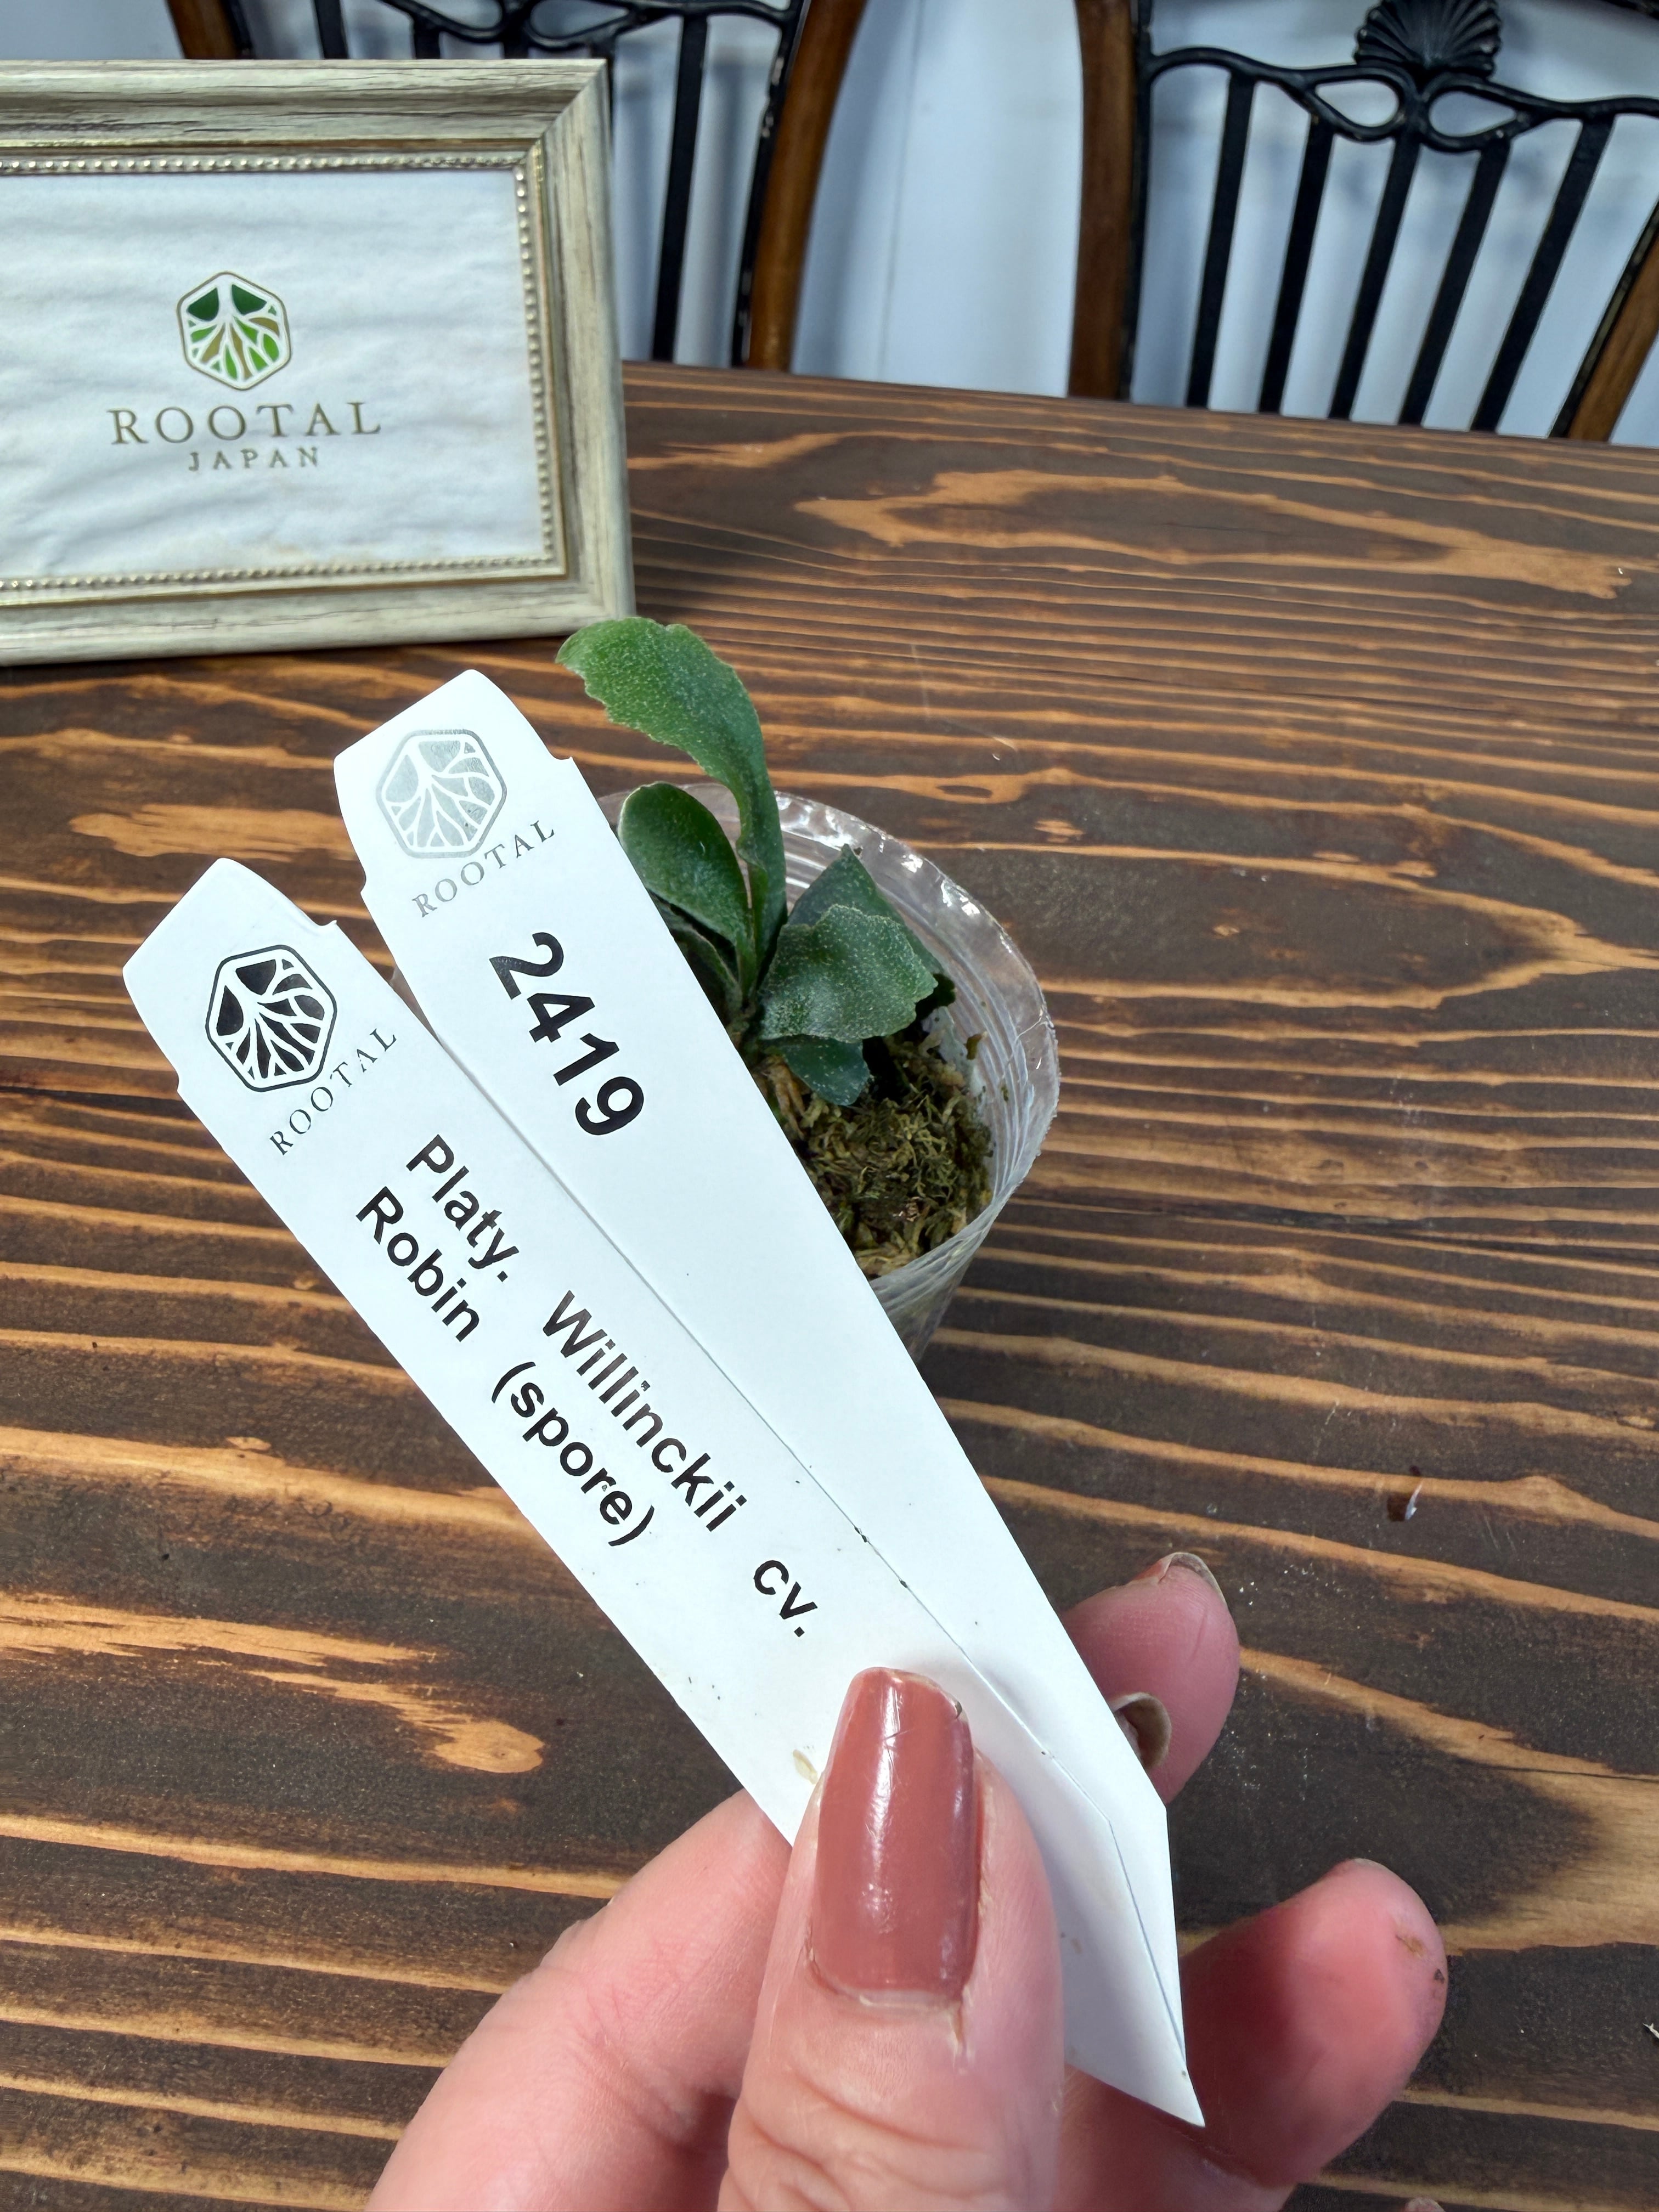 ROOTAL
JAPAN
ROOTAL
2419
ROOTAL
Platy. Willinckii cv.
Robin (spore)